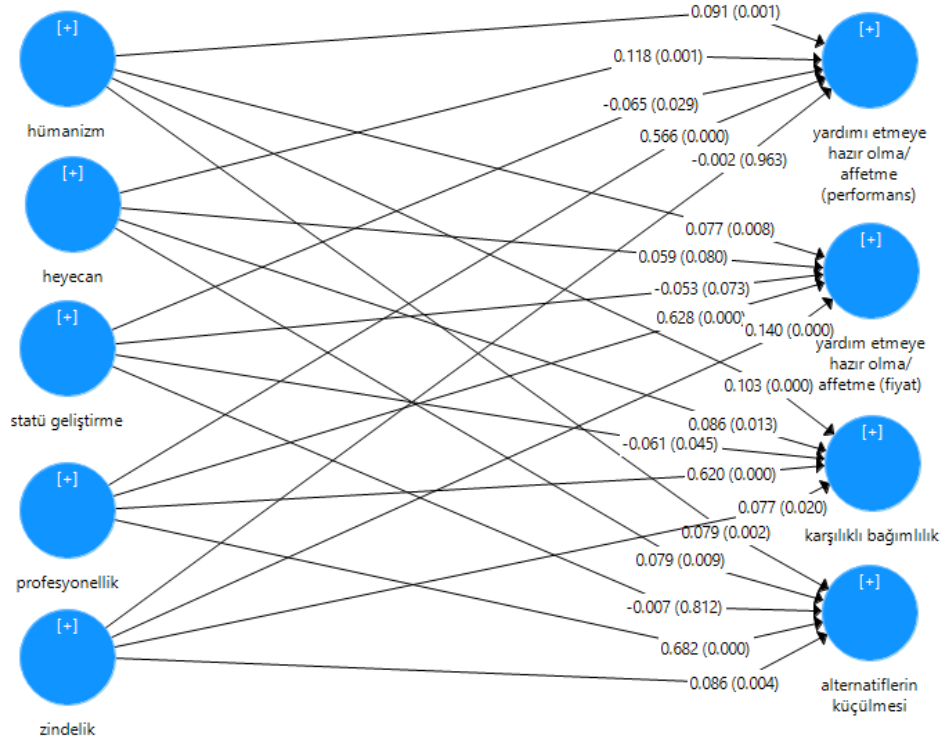 [+]
hümanizm
[+]
heyecan
[+]
statü geliştirme
[+]
profesyonellik
[+]
zindelik
0.091 (0.001)
0.118 (0.001)
-0.065 (0.029)
0.566 (0.000)
-0.002 (0.963)
0.077 (0.008)
0.059 (0.080)
-0.053 (0.073)
0.628 (0.000)
0.140 (0.000)
0.103 (0.000)
0.086 (0.013)
-0.061 (0.045)
0.620 (0.000)
0.077 (0.020)
0.079 (0.002)
0.079 (0.009)
-0.007 (0.812)
0.682 (0.000)
0.086 (0.004)
[+]
yardımı etmeye
hazır olma/
affetme
(performans)
[+]
yardım etmeye
hazır olma/
affetme (fiyat)
[+]
karşılıklı bağımlılık
[+]
alternatiflerin
küçülmesi